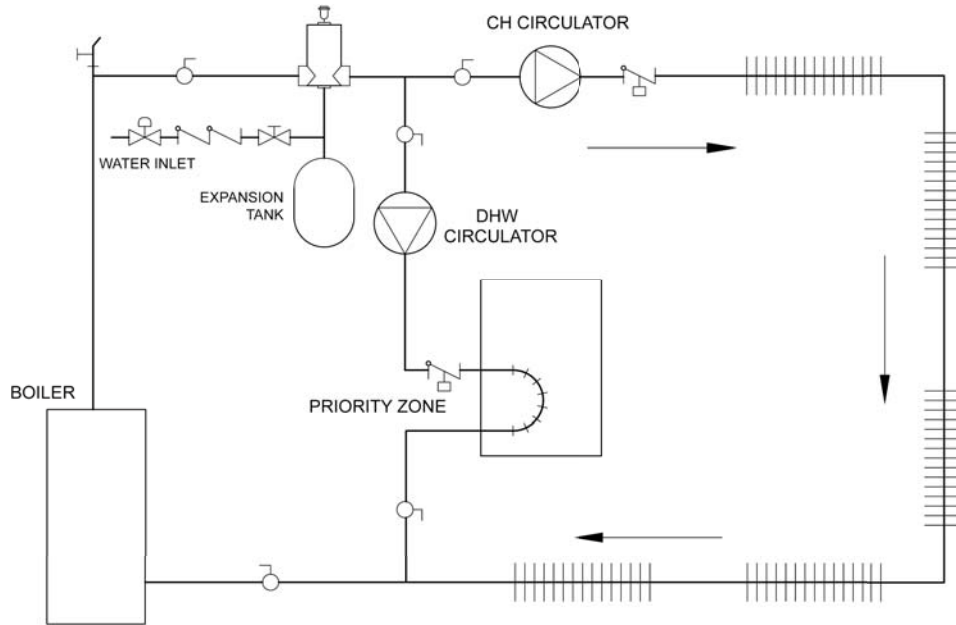 CH CIRCULATOR
WATER INLET
EXPANSION
TANK
DHW
CIRCULATOR
BOILER
PRIORITY ZONE